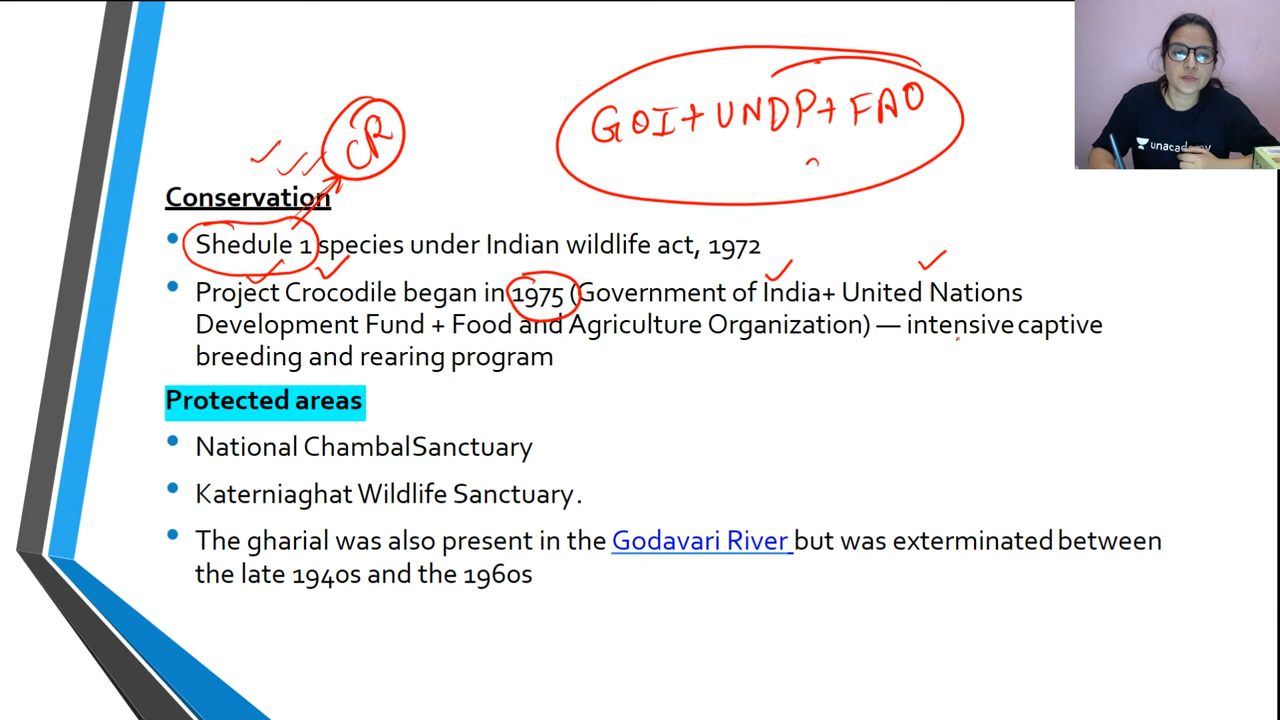 GOI+UNDP+FAO
CR
unacademy
Conservation
Shedule 1 species under Indian wildlife act, 1972
Project Crocodile began in 1975 (Government of India+ United Nations
Development Fund + Food and Agriculture Organization) — intensive captive
breeding and rearing program
Protected areas
National Chambal Sanctuary
Katerniaghat Wildlife Sanctuary.
The gharial was also present in the Godavari River but was exterminated between
the late 1940s and the 1960s